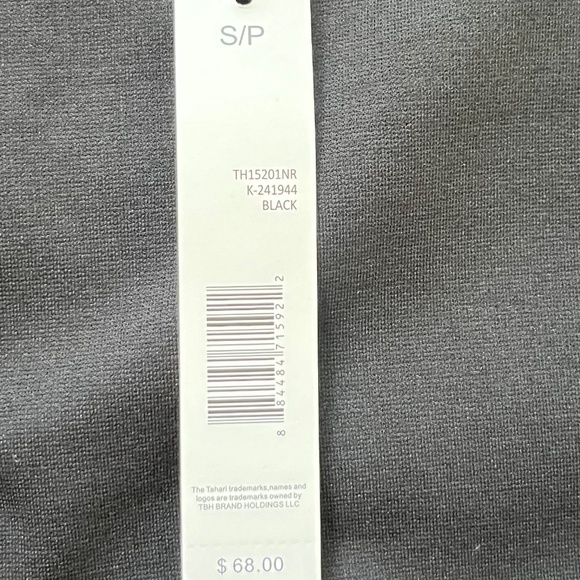 S/P
TH15201NR
K-241944
BLACK
8 84484 71592 2
The Tahari trademarks,names and
logos are trademarks owned by
TBH BRAND HOLDINGS LLC
$ 68.00